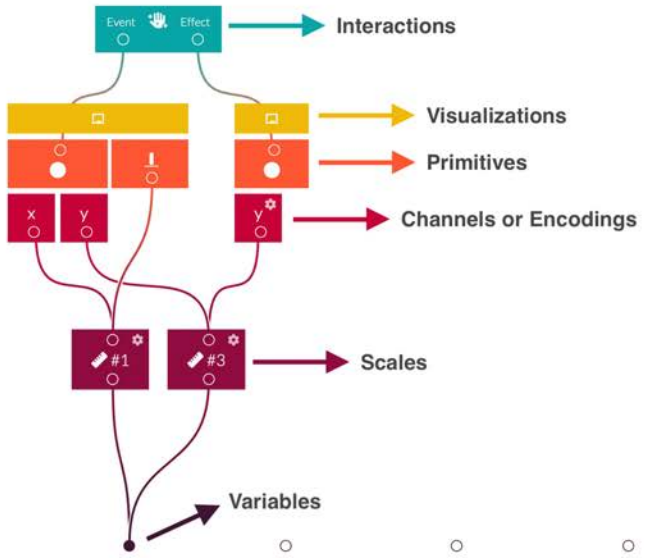 Event Effect
Interactions
Visualizations
Primitives
x y y
Channels or Encodings
#1 #3
Scales
Variables